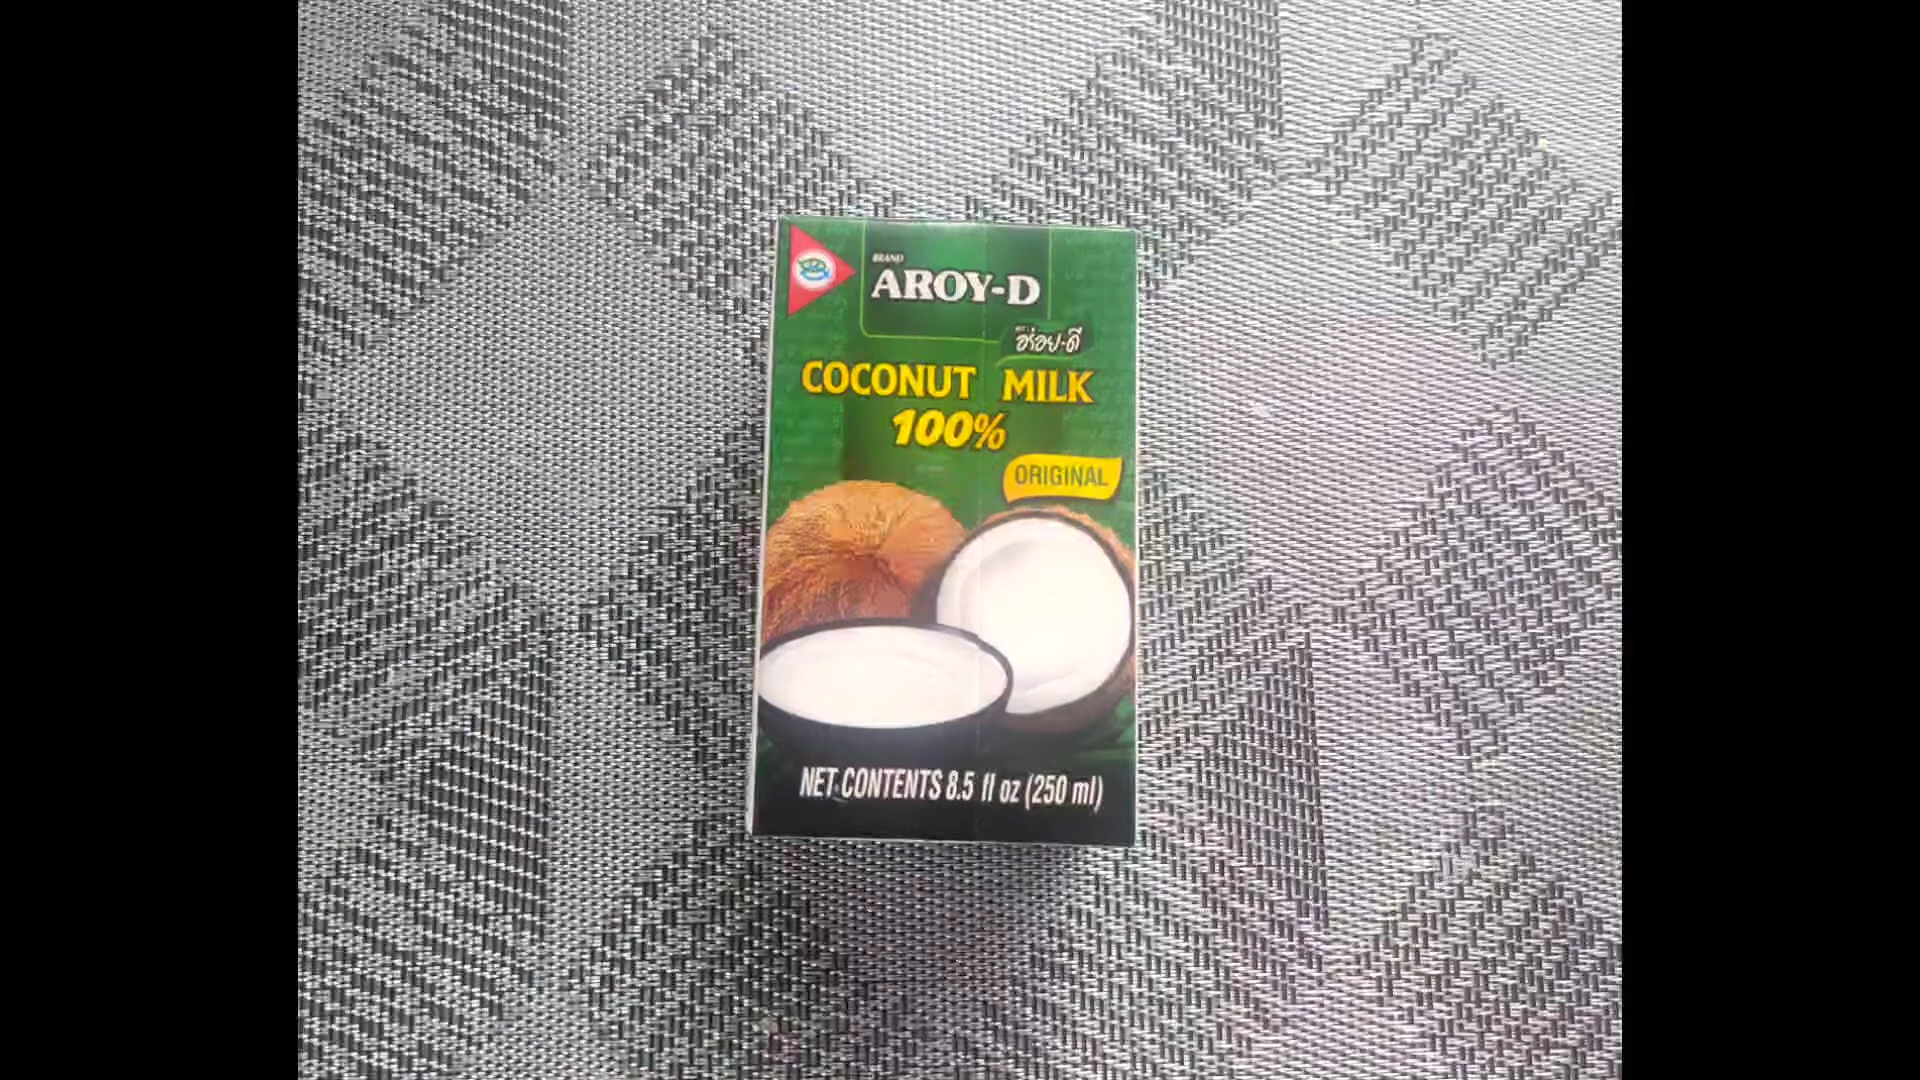 BRAND
AROY-D
อร่อย-ดี
COCONUT MILK
100%
ORIGINAL
NET CONTENTS 8.5 fl oz (250 ml)